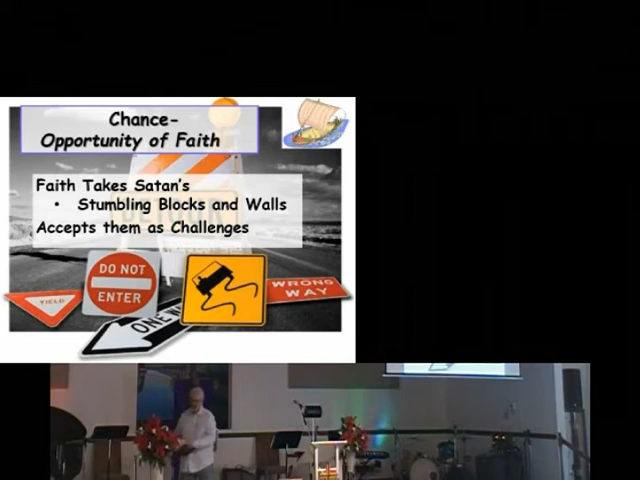 Chance-
Opportunity of Faith
Faith Takes Satan's
• Stumbling Blocks and Walls
Accepts them as Challenges
DETOUR
DO NOT
ENTER
YIELD
ONE W
WRONG
WAY